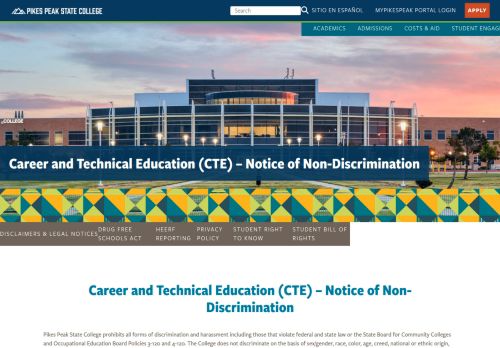 PIKES PEAK STATE COLLEGE
Search
SITIO EN ESPAÑOL
MYPIKESPEAK PORTAL LOGIN
APPLY
ACADEMICS
ADMISSIONS
COSTS & AID
STUDENT ENGAG
COLLEGE
Career and Technical Education (CTE) – Notice of Non-Discrimination
DISCLAIMERS & LEGAL NOTICES
DRUG FREE
SCHOOLS ACT
HEERF
REPORTING
PRIVACY
POLICY
STUDENT RIGHT
TO KNOW
STUDENT BILL OF
RIGHTS
Career and Technical Education (CTE) – Notice of Non-
Discrimination
Pikes Peak State College prohibits all forms of discrimination and harassment including those that violate federal and state law or the State Board for Community Colleges
and Occupational Education Board Policies 3-120 and 4-120. The College does not discriminate on the basis of sex/gender, race, color, age, creed, national or ethnic origin,